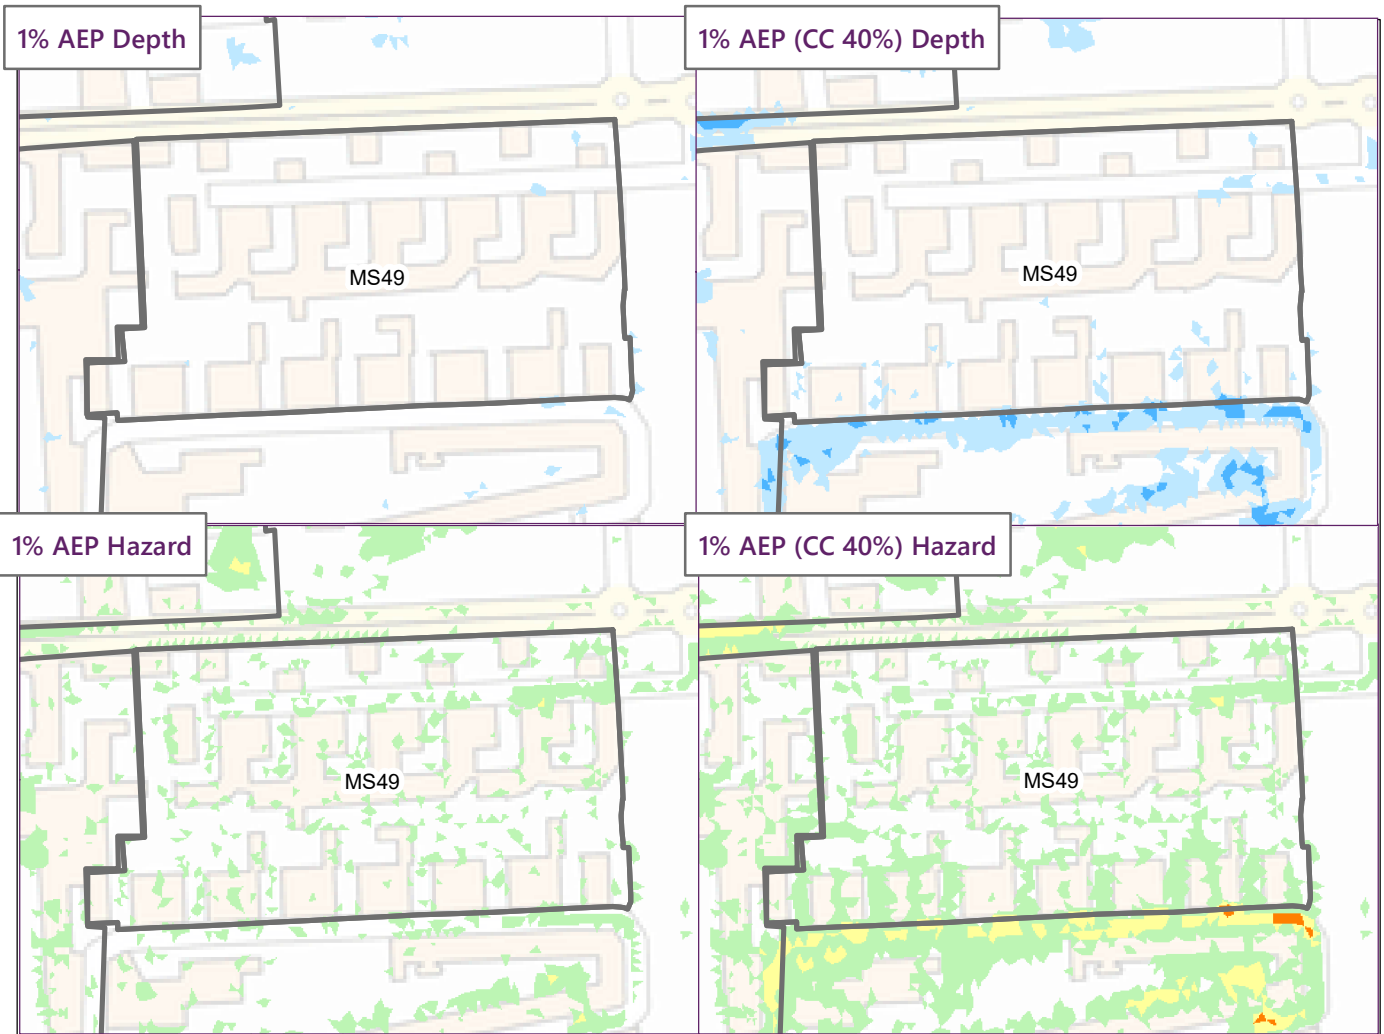 1% AEP Depth
1% AEP (CC 40%) Depth
MS49
MS49
1% AEP Hazard
1% AEP (CC 40%) Hazard
MS49
MS49